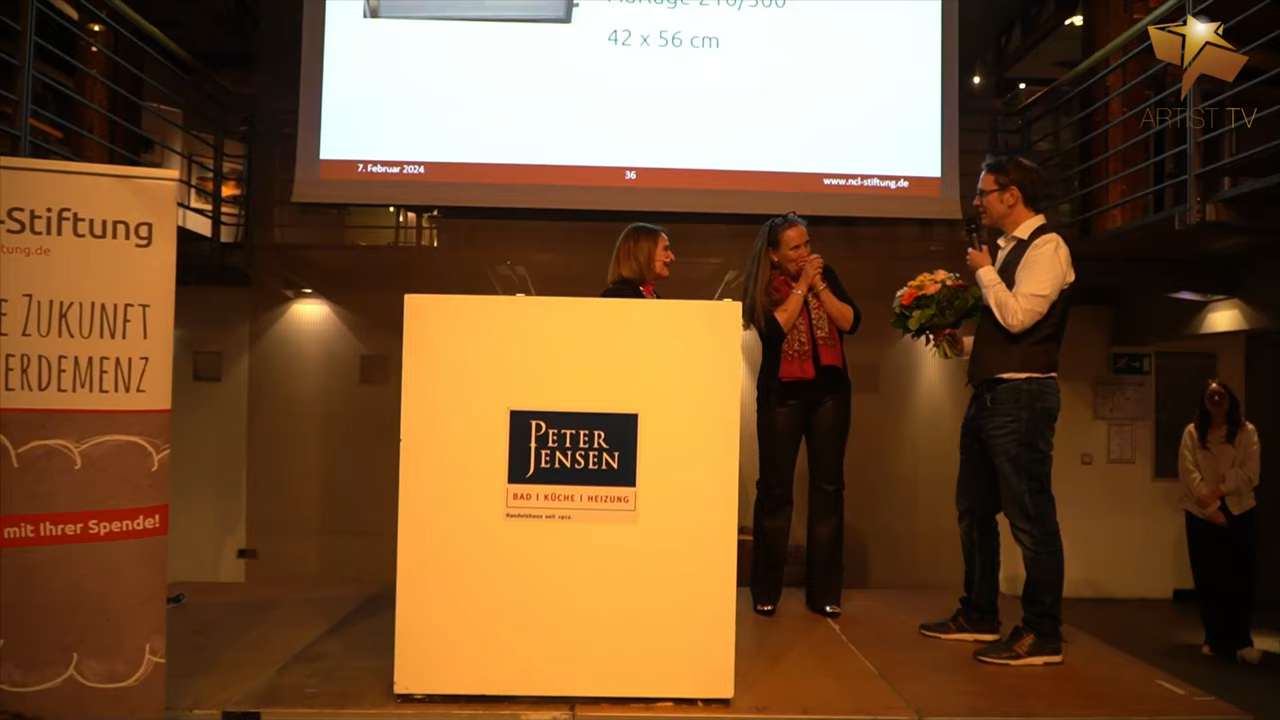 42 x 56 cm
7. Februar 2024
36
www.ncl-stiftung.de
ARTIST TV
-Stiftung
tung.de
E ZUKUNFT
ERDEMENZ
mit Ihrer Spende!
PETER
JENSEN
BAD | KÜCHE | HEIZUNG
Handelshaus seit 1912.